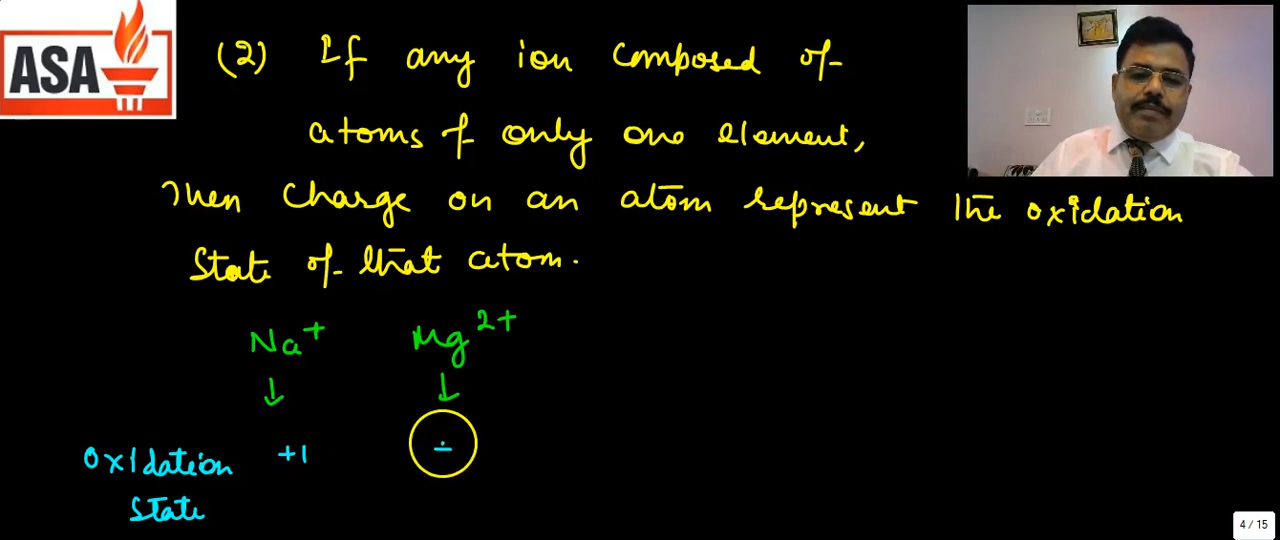 ASA
(2) If any ion composed of
atoms of only one element,
Then charge on an atom represent the oxidation
State of that atom.
Na+ Mg2+
↓ ↓
Oxidation +1
State
4 / 15